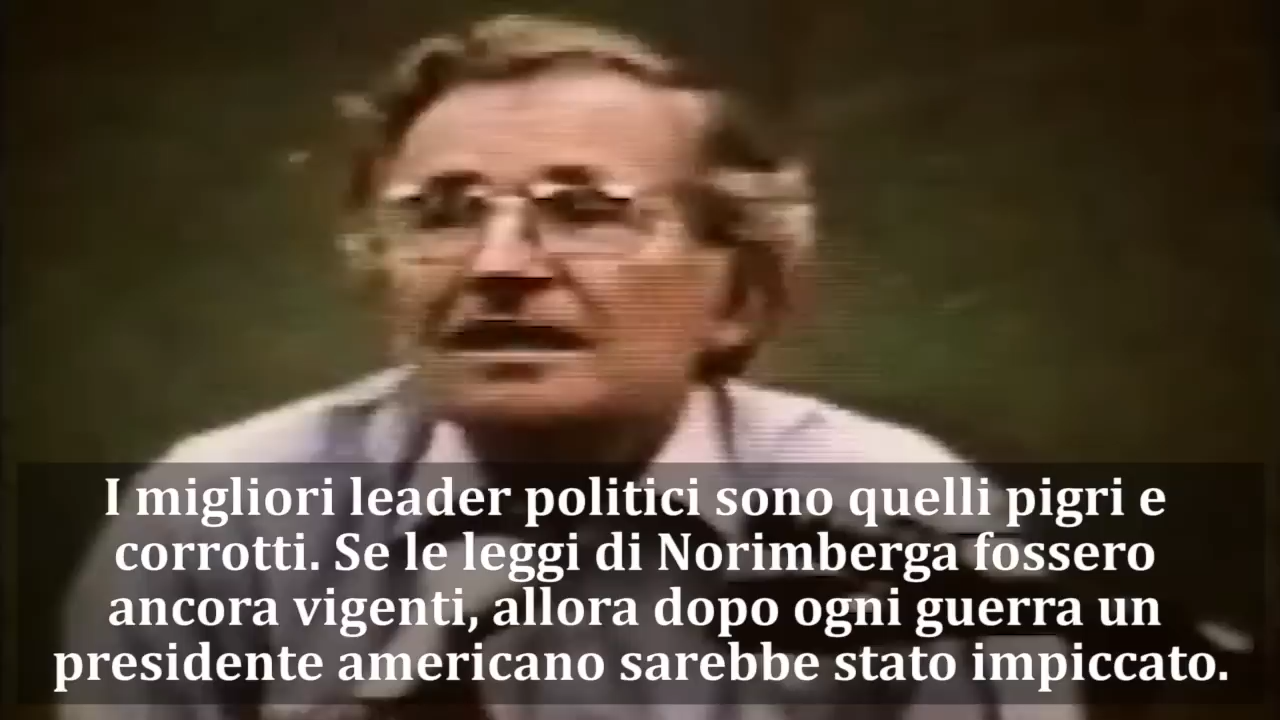 I migliori leader politici sono quelli pigri e
corrotti. Se le leggi di Norimberga fossero
ancora vigenti, allora dopo ogni guerra un
presidente americano sarebbe stato impiccato.